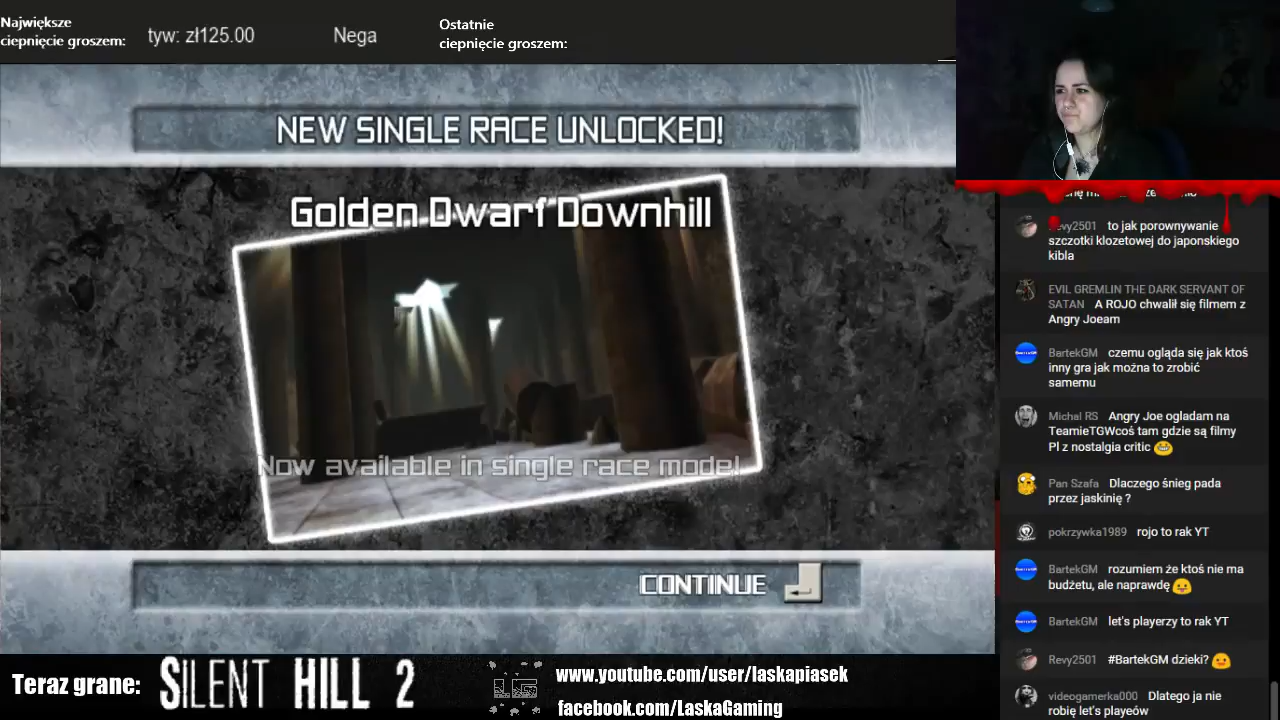 Największe
ciepnięcie groszem:
tyw: zł125.00
Nega
Ostatnie
ciepnięcie groszem:
NEW SINGLE RACE UNLOCKED!
Golden Dwarf Downhill
Now available in single race mode!
CONTINUE
to jak porownywanie
szczotki klozetowej do japonskiego
kibla
EVIL GREMLIN THE DARK SERVANT OF
SATAN A ROJO chwalił się filmem z
Angry Joeam
BartekGM czemu ogląda się jak ktoś
inny gra jak można to zrobić
samemu
Michal RS Angry Joe ogladam na
TeamieTGWcoś tam gdzie są filmy
Pl z nostalgia critic
Pan Szafa Dlaczego śnieg pada
przez jaskinię ?
pokrzywka1989 rojo to rak YT
BartekGM rozumiem że ktoś nie ma
budżetu, ale naprawdę
BartekGM let's playerzy to rak YT
Revy2501 #BartekGM dzieki?
videogamerka000 Dlatego ja nie
robię let's playeów
Teraz grane:
SILENT HILL 2
LG
www.youtube.com/user/laskapiasek
facebook.com/LaskaGaming